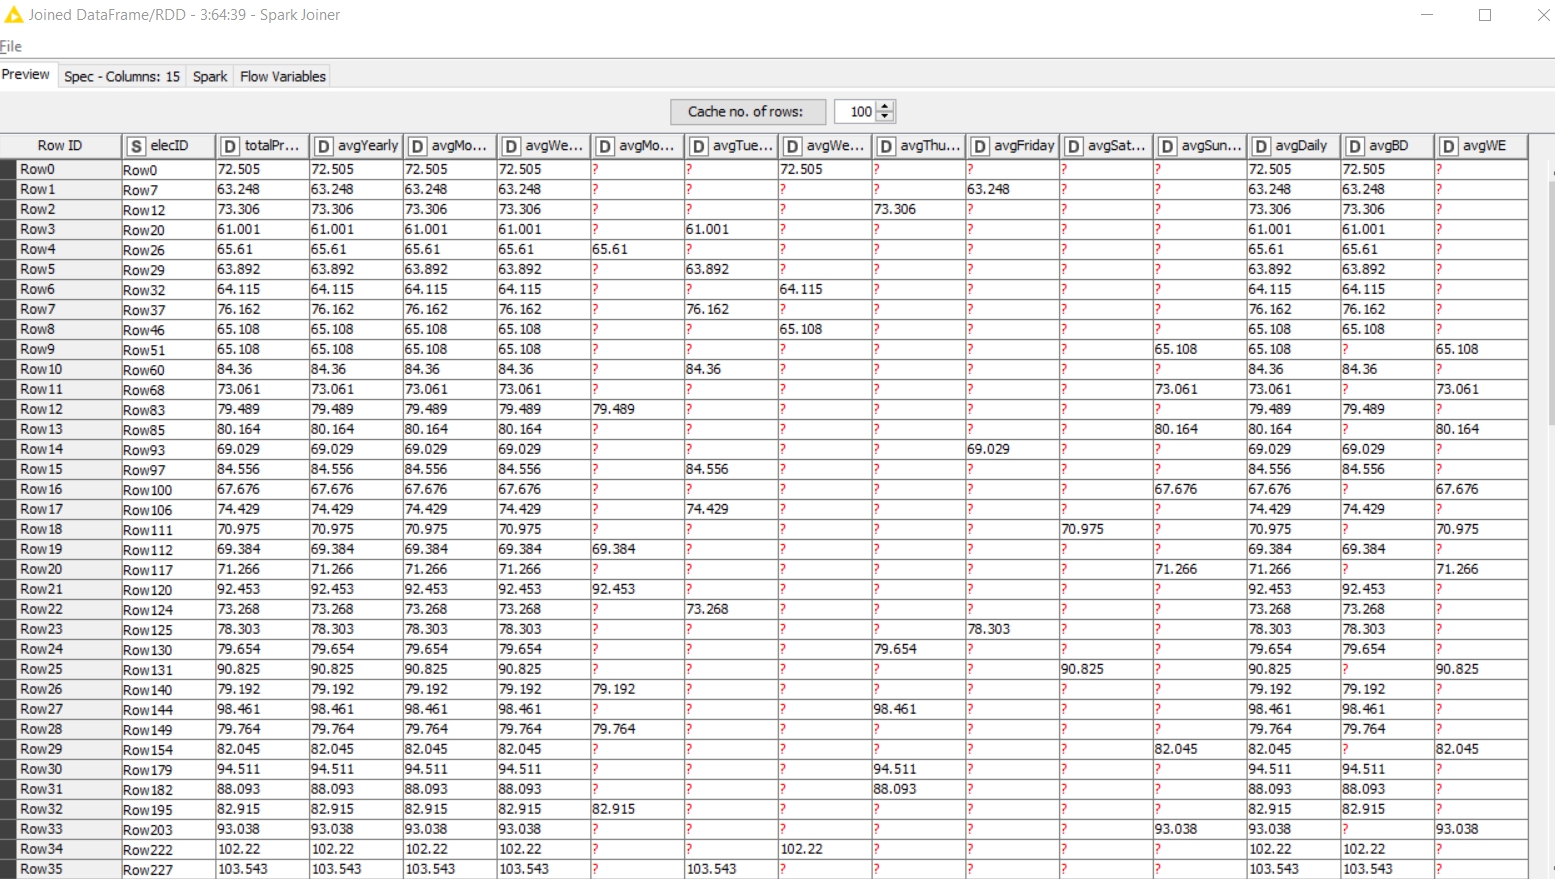 Joined DataFrame/RDD - 3:64:39 - Spark Joiner
File
Preview Spec - Columns: 15 Spark Flow Variables
Cache no. of rows: 100
Row ID S elecID D totalPr... D avgYearly D avgMo... D avgWe... D avgMo... D avgTue... D avgWe... D avgThu... D avgFriday D avgSat... D avgSun... D avgDaily D avgBD D avgWE
Row0 Row0 72.505 72.505 72.505 72.505 ? ? 72.505 ? ? ? ? 72.505 72.505 ?
Row1 Row7 63.248 63.248 63.248 63.248 ? ? ? ? 63.248 ? ? 63.248 63.248 ?
Row2 Row12 73.306 73.306 73.306 73.306 ? ? ? 73.306 ? ? ? 73.306 73.306 ?
Row3 Row20 61.001 61.001 61.001 61.001 ? 61.001 ? ? ? ? ? 61.001 61.001 ?
Row4 Row26 65.61 65.61 65.61 65.61 65.61 ? ? ? ? ? ? 65.61 65.61 ?
Row5 Row29 63.892 63.892 63.892 63.892 ? 63.892 ? ? ? ? ? 63.892 63.892 ?
Row6 Row32 64.115 64.115 64.115 64.115 ? ? 64.115 ? ? ? ? 64.115 64.115 ?
Row7 Row37 76.162 76.162 76.162 76.162 ? 76.162 ? ? ? ? ? 76.162 76.162 ?
Row8 Row46 65.108 65.108 65.108 65.108 ? ? 65.108 ? ? ? ? 65.108 65.108 ?
Row9 Row51 65.108 65.108 65.108 65.108 ? ? ? ? ? ? 65.108 65.108 ? 65.108
Row10 Row60 84.36 84.36 84.36 84.36 ? 84.36 ? ? ? ? ? 84.36 84.36 ?
Row11 Row68 73.061 73.061 73.061 73.061 ? ? ? ? ? ? 73.061 73.061 ? 73.061
Row12 Row83 79.489 79.489 79.489 79.489 79.489 ? ? ? ? ? ? 79.489 79.489 ?
Row13 Row85 80.164 80.164 80.164 80.164 ? ? ? ? ? ? 80.164 80.164 ? 80.164
Row14 Row93 69.029 69.029 69.029 69.029 ? ? ? ? 69.029 ? ? 69.029 69.029 ?
Row15 Row97 84.556 84.556 84.556 84.556 ? 84.556 ? ? ? ? ? 84.556 84.556 ?
Row16 Row100 67.676 67.676 67.676 67.676 ? ? ? ? ? ? 67.676 67.676 ? 67.676
Row17 Row106 74.429 74.429 74.429 74.429 ? 74.429 ? ? ? ? ? 74.429 74.429 ?
Row18 Row111 70.975 70.975 70.975 70.975 ? ? ? ? ? 70.975 ? 70.975 ? 70.975
Row19 Row112 69.384 69.384 69.384 69.384 69.384 ? ? ? ? ? ? 69.384 69.384 ?
Row20 Row117 71.266 71.266 71.266 71.266 ? ? ? ? ? ? 71.266 71.266 ? 71.266
Row21 Row120 92.453 92.453 92.453 92.453 92.453 ? ? ? ? ? ? 92.453 92.453 ?
Row22 Row124 73.268 73.268 73.268 73.268 ? 73.268 ? ? ? ? ? 73.268 73.268 ?
Row23 Row125 78.303 78.303 78.303 78.303 ? ? ? ? 78.303 ? ? 78.303 78.303 ?
Row24 Row130 79.654 79.654 79.654 79.654 ? ? ? 79.654 ? ? ? 79.654 79.654 ?
Row25 Row131 90.825 90.825 90.825 90.825 ? ? ? ? ? 90.825 ? 90.825 ? 90.825
Row26 Row140 79.192 79.192 79.192 79.192 79.192 ? ? ? ? ? ? 79.192 79.192 ?
Row27 Row144 98.461 98.461 98.461 98.461 ? ? ? 98.461 ? ? ? 98.461 98.461 ?
Row28 Row149 79.764 79.764 79.764 79.764 79.764 ? ? ? ? ? ? 79.764 79.764 ?
Row29 Row154 82.045 82.045 82.045 82.045 ? ? ? ? ? ? 82.045 82.045 ? 82.045
Row30 Row179 94.511 94.511 94.511 94.511 ? ? ? 94.511 ? ? ? 94.511 94.511 ?
Row31 Row182 88.093 88.093 88.093 88.093 ? ? ? 88.093 ? ? ? 88.093 88.093 ?
Row32 Row195 82.915 82.915 82.915 82.915 82.915 ? ? ? ? ? ? 82.915 82.915 ?
Row33 Row203 93.038 93.038 93.038 93.038 ? ? ? ? ? ? 93.038 93.038 ? 93.038
Row34 Row222 102.22 102.22 102.22 102.22 ? ? 102.22 ? ? ? ? 102.22 102.22 ?
Row35 Row227 103.543 103.543 103.543 103.543 ? 103.543 ? ? ? ? ? 103.543 103.543 ?